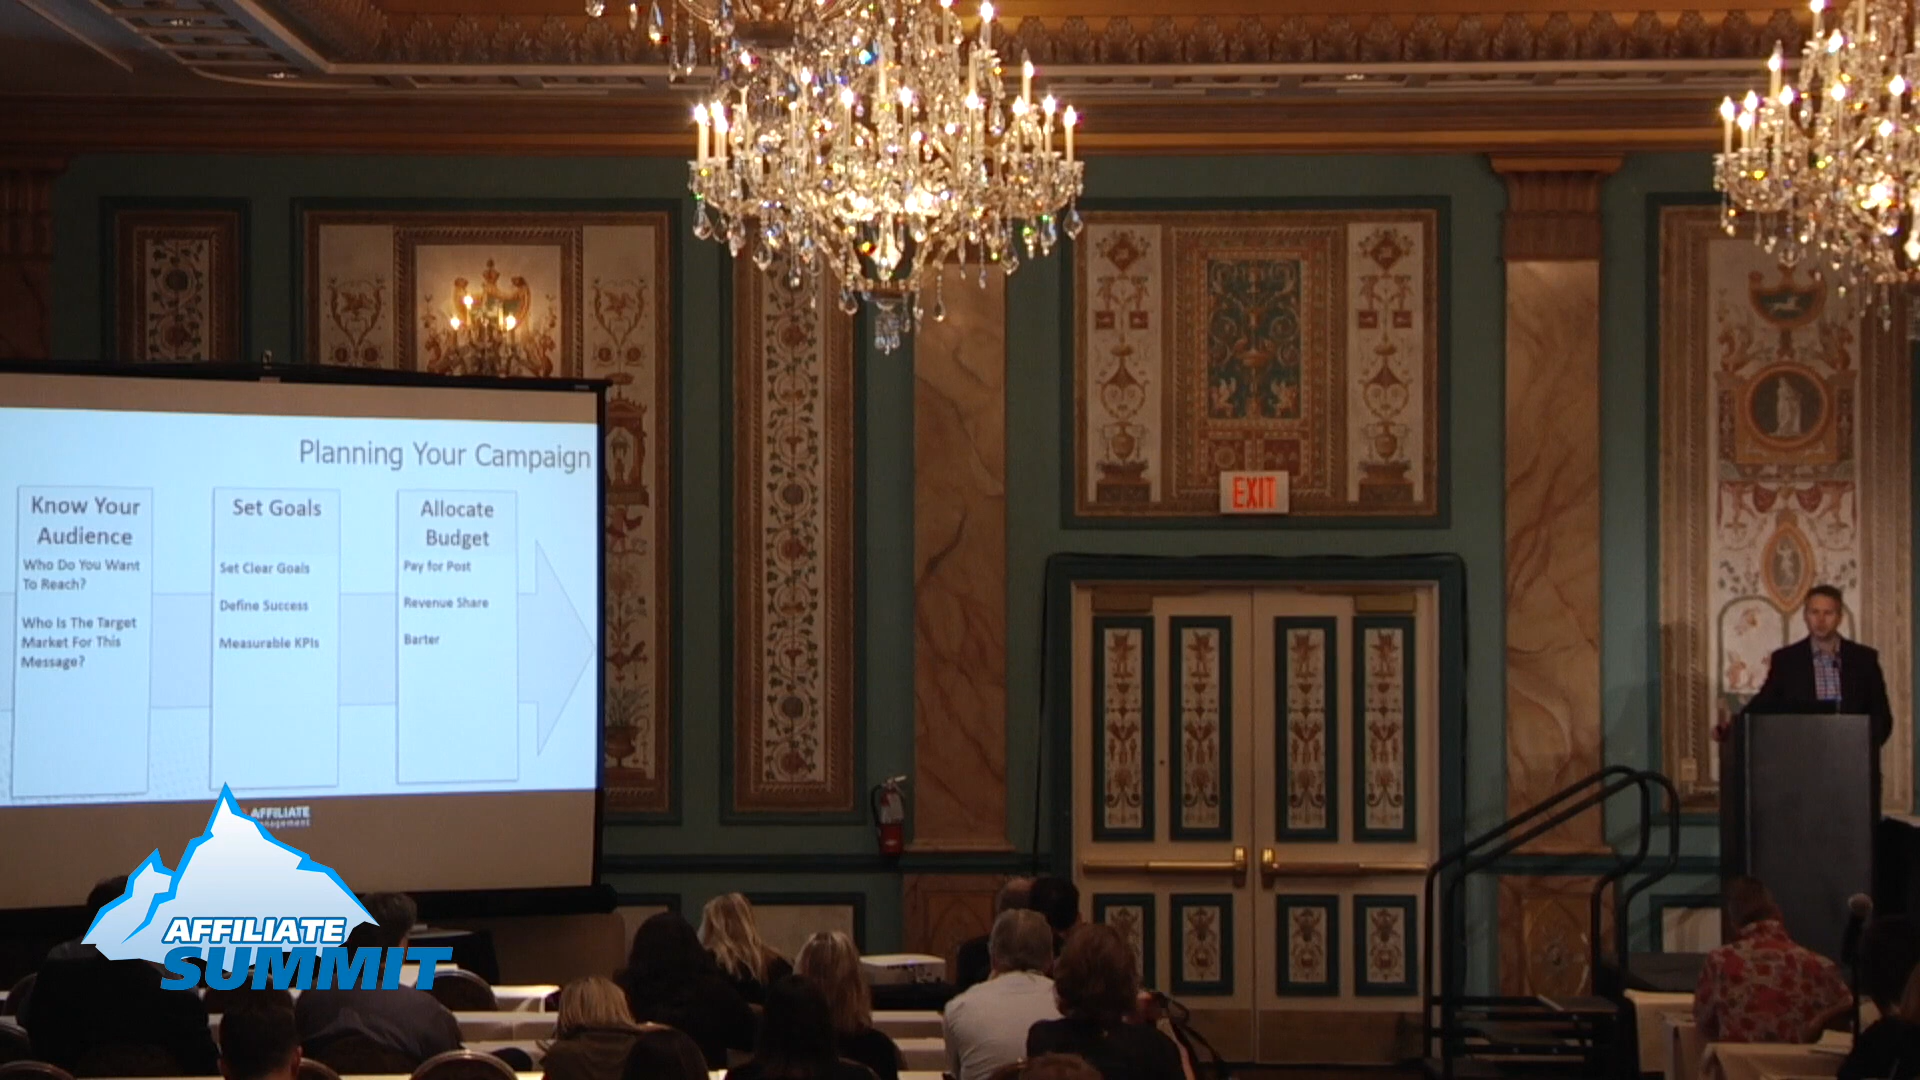 Planning Your Campaign
Know Your
Audience
Who Do You Want
To Reach?
Who Is The Target
Market For This
Message?
Set Goals
Set Clear Goals
Define Success
Measurable KPIs
Allocate
Budget
Pay for Post
Revenue Share
Barter
EXIT
AFFILIATE
management
AFFILIATE
SUMMIT